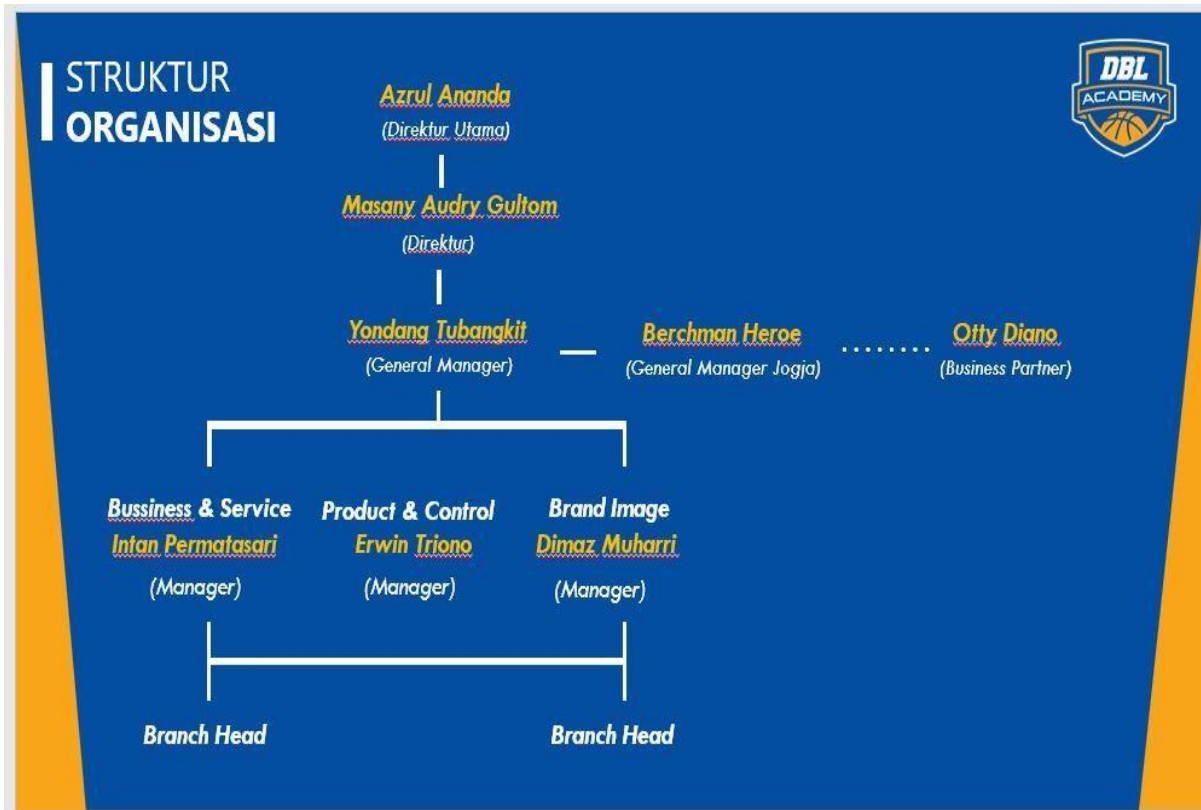 STRUKTUR
ORGANISASI
DBL
ACADEMY
Azrul Ananda
(Direktur Utama)
Masany Audry Gultom
(Direktur)
Yondang Tubangkit
(General Manager)
Berchman Heroe
(General Manager Jogja)
Otty Diano
(Business Partner)
Bussiness & Service
Intan Permatasari
(Manager)
Product & Control
Erwin Triono
(Manager)
Brand Image
Dimaz Muharri
(Manager)
Branch Head
Branch Head